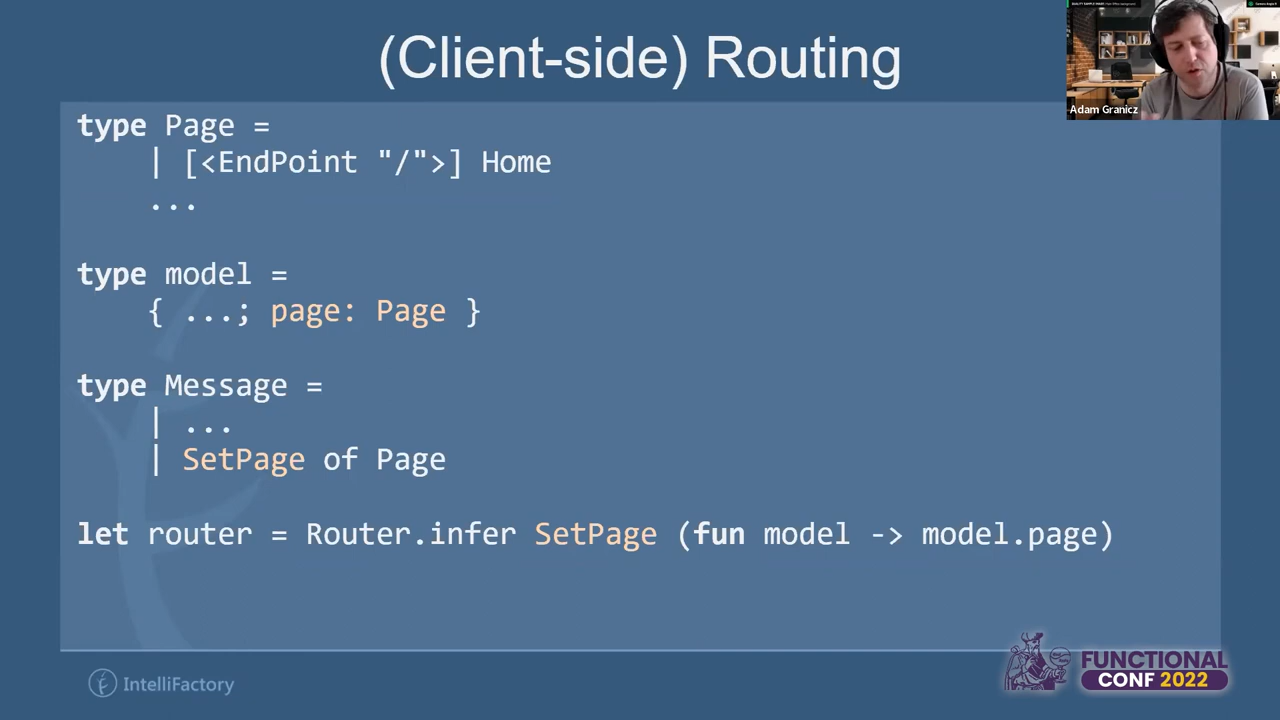 (Client-side) Routing
Adam Granicz
type Page =
| [<EndPoint "/">] Home
...
type model =
{ ...; page: Page }
type Message =
| ...
| SetPage of Page
let router = Router.infer SetPage (fun model -> model.page)
IntelliFactory
FUNCTIONAL
CONF 2022